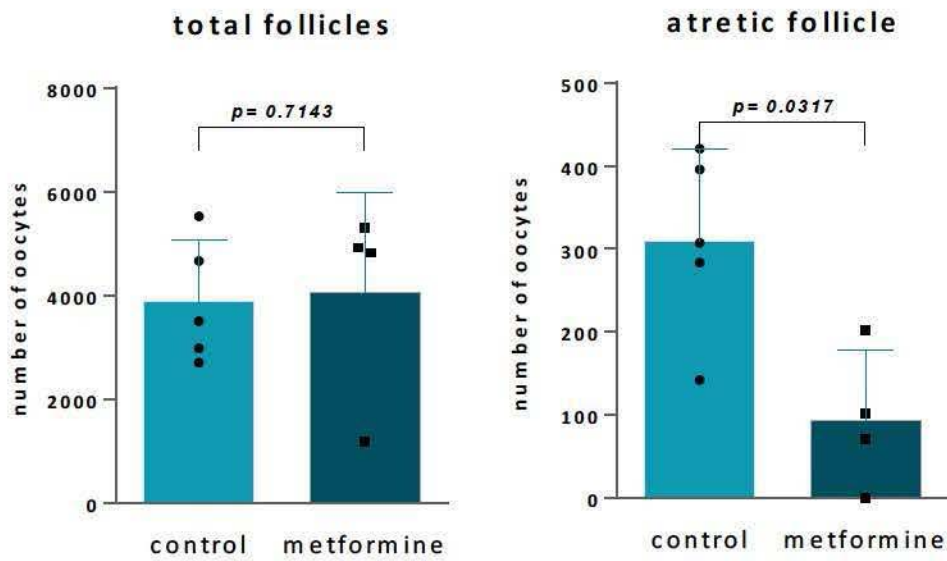 total follicles
8000
6000
4000
2000
0
number of oocytes
p= 0.7143
control
metformine
atretic follicle
500
400
300
200
100
0
number of oocytes
p= 0.0317
control
metformine